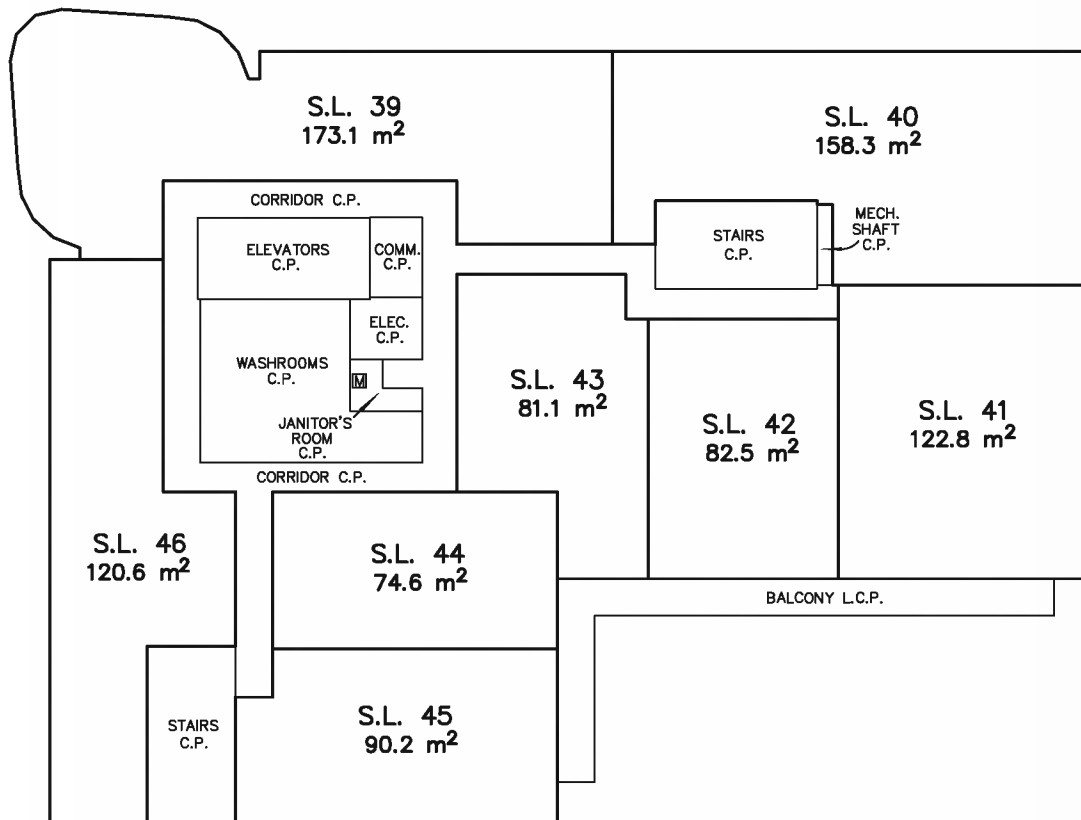 S.L. 39
173.1 m²
S.L. 40
158.3 m²
CORRIDOR C.P.
ELEVATORS
C.P.
COMM.
C.P.
STAIRS
C.P.
MECH.
SHAFT
C.P.
ELEC.
C.P.
WASHROOMS
C.P.
M
JANITOR'S
ROOM
C.P.
CORRIDOR C.P.
S.L. 43
81.1 m²
S.L. 42
82.5 m²
S.L. 41
122.8 m²
S.L. 46
120.6 m²
S.L. 44
74.6 m²
BALCONY L.C.P.
STAIRS
C.P.
S.L. 45
90.2 m²